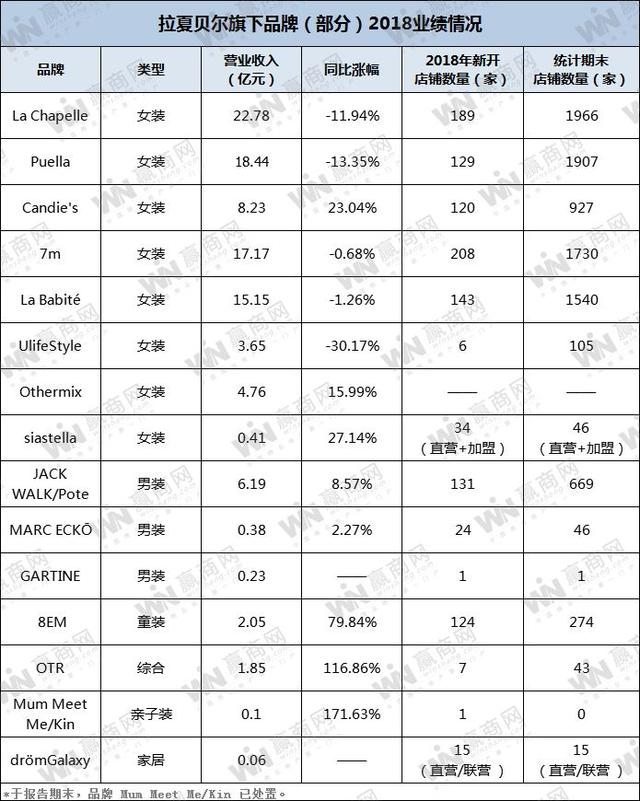 拉夏贝尔旗下品牌（部分）2018业绩情况
品牌 类型 营业收入（亿元） 同比涨幅 2018年新开店铺数量（家） 统计期末店铺数量（家）
La Chapelle 女装 22.78 -11.94% 189 1966
Puella 女装 18.44 -13.35% 129 1907
Candie's 女装 8.23 23.04% 120 927
7m 女装 17.17 -0.68% 208 1730
La Babité 女装 15.15 -1.26% 143 1540
UlifeStyle 女装 3.65 -30.17% 6 105
Othermix 女装 4.76 15.99% —— ——
siastella 女装 0.41 27.14% 34（直营+加盟） 46（直营+加盟）
JACK WALK/Pote 男装 6.19 8.57% 131 669
MARC ECKŌ 男装 0.38 2.27% 24 46
GARTINE 男装 0.23 —— 1 1
8EM 童装 2.05 79.84% 124 274
OTR 综合 1.85 116.86% 7 43
Mum Meet Me/Kin 亲子装 0.1 171.63% 1 0
drömGalaxy 家居 0.06 —— 15（直营/联营） 15（直营/联营）
*于报告期末，品牌 Mum Meet Me/Kin 已处置。
WIN 赢商网